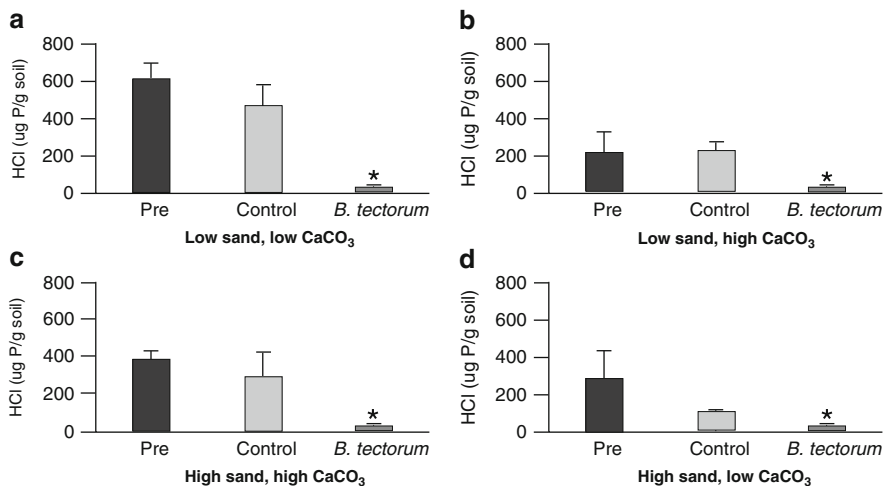 a
HCl (ug P/g soil)
800
600
400
200
0
*
Pre Control B. tectorum
Low sand, low CaCO₃
b
HCl (ug P/g soil)
800
600
400
200
0
*
Pre Control B. tectorum
Low sand, high CaCO₃
c
HCl (ug P/g soil)
800
600
400
200
0
*
Pre Control B. tectorum
High sand, high CaCO₃
d
HCl (ug P/g soil)
800
600
400
200
0
*
Pre Control B. tectorum
High sand, low CaCO₃